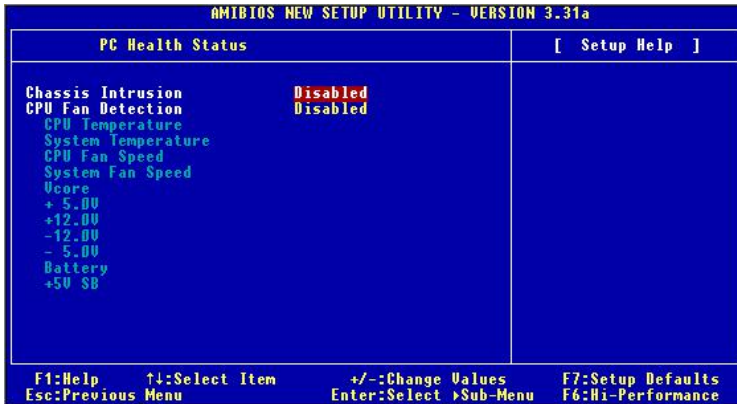 AMIBIOS NEW SETUP UTILITY - VERSION 3.31a
PC Health Status
[ Setup Help ]
Chassis Intrusion Disabled
CPU Fan Detection Disabled
CPU Temperature
System Temperature
CPU Fan Speed
System Fan Speed
Vcore
+ 5.0V
+12.0V
-12.0V
- 5.0V
Battery
+5V SB
F1:Help ↑↓:Select Item +/-:Change Values F7:Setup Defaults
Esc:Previous Menu Enter:Select ▸Sub-Menu F6:Hi-Performance